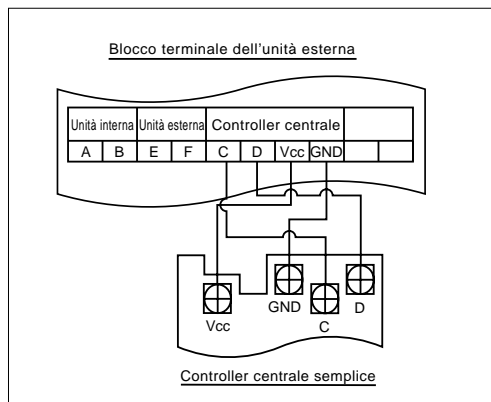 Blocco terminale dell'unità esterna
Unità interna Unità esterna Controller centrale
A B E F C D Vcc GND
Vcc GND C D
Controller centrale semplice